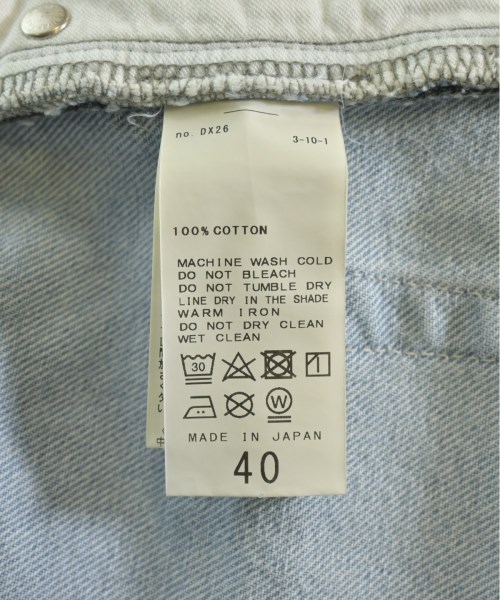 no. DX26
3-10-1
100% COTTON
MACHINE WASH COLD
DO NOT BLEACH
DO NOT TUMBLE DRY
LINE DRY IN THE SHADE
WARM IRON
DO NOT DRY CLEAN
WET CLEAN
30
W
MADE IN JAPAN
40